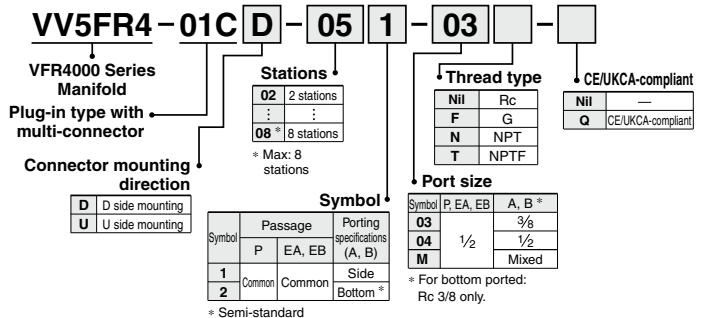 VV5FR4-01C D - 05 1 - 03 -
VFR4000 Series
Manifold
Plug-in type with
multi-connector
Connector mounting
direction
D D side mounting
U U side mounting
Stations
02 2 stations
⋮ ⋮
08 * 8 stations
* Max: 8
stations
Symbol
Symbol Passage Porting specifications (A, B)
P EA, EB
1 Common Common Side
2 Bottom *
* Semi-standard
Thread type
Nil Rc
F G
N NPT
T NPTF
CE/UKCA-compliant
Nil —
Q CE/UKCA-compliant
Port size
Symbol P, EA, EB A, B *
03 1/2 3/8
04 1/2
M Mixed
* For bottom ported:
Rc 3/8 only.